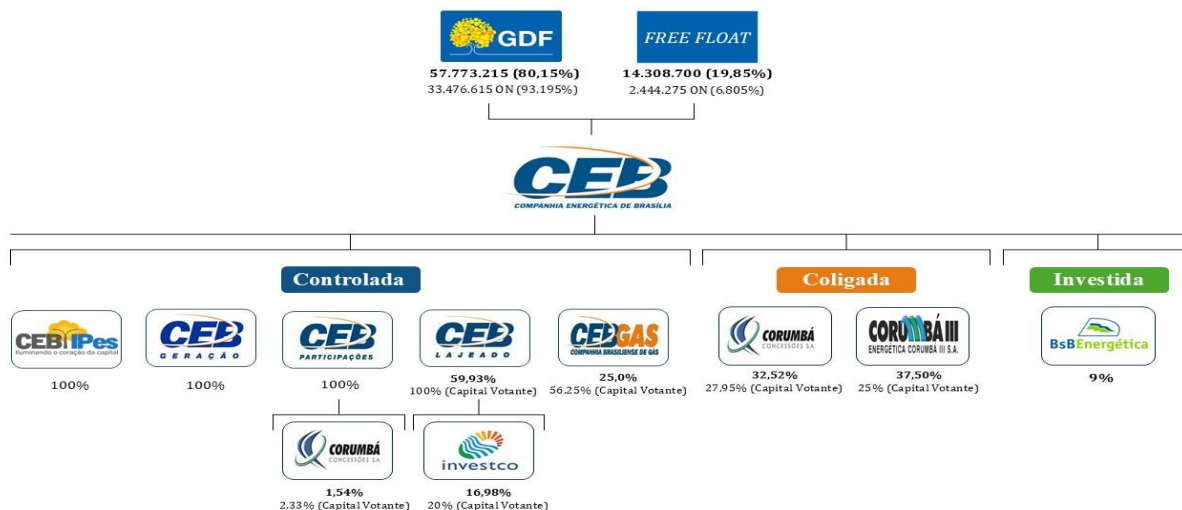 GDF
FREE FLOAT
57.773.215 (80,15%)
14.308.700 (19,85%)
33.476.615 ON (93,195%)
2.444.275 ON (6,805%)
CEB
COMPANHIA ENERGÉTICA DE BRASÍLIA
Controlada
Coligada
Investida
CEB IPes
Iluminando o coração da capital
100%
CEB
GERAÇÃO
100%
CEB
PARTICIPAÇÕES
100%
CEB
LAJEADO
59,93%
100% (Capital Votante)
CEBGAS
COMPANHIA BRASILIENSE DE GÁS
25,0%
56,25% (Capital Votante)
CORUMBÁ
CONCESSÕES S.A.
32,52%
27,95% (Capital Votante)
CORUMBÁ III
ENERGÉTICA CORUMBÁ III S.A.
37,50%
25% (Capital Votante)
BsBEnergética
9%
CORUMBÁ
CONCESSÕES S.A.
1,54%
2,33% (Capital Votante)
investco
16,98%
20% (Capital Votante)